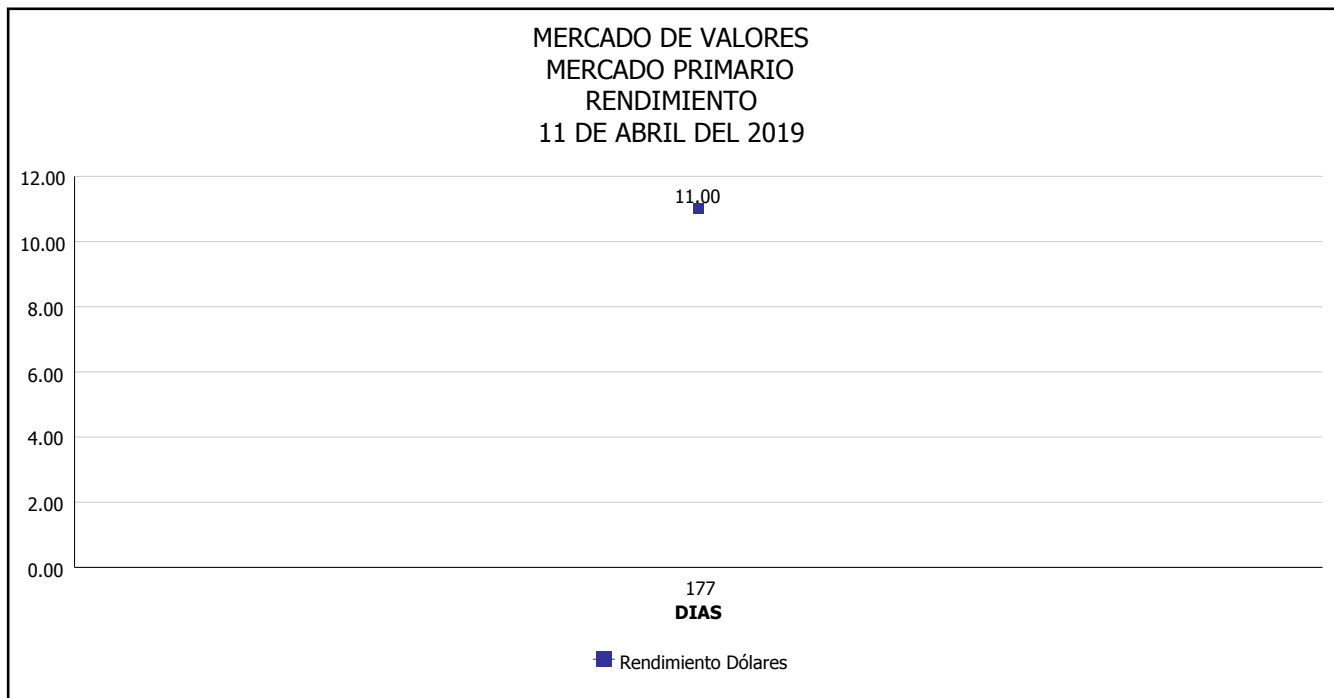 MERCADO DE VALORES
MERCADO PRIMARIO
RENDIMIENTO
11 DE ABRIL DEL 2019
12.00
11.00
10.00
8.00
6.00
4.00
2.00
0.00
177
DIAS
Rendimiento Dólares